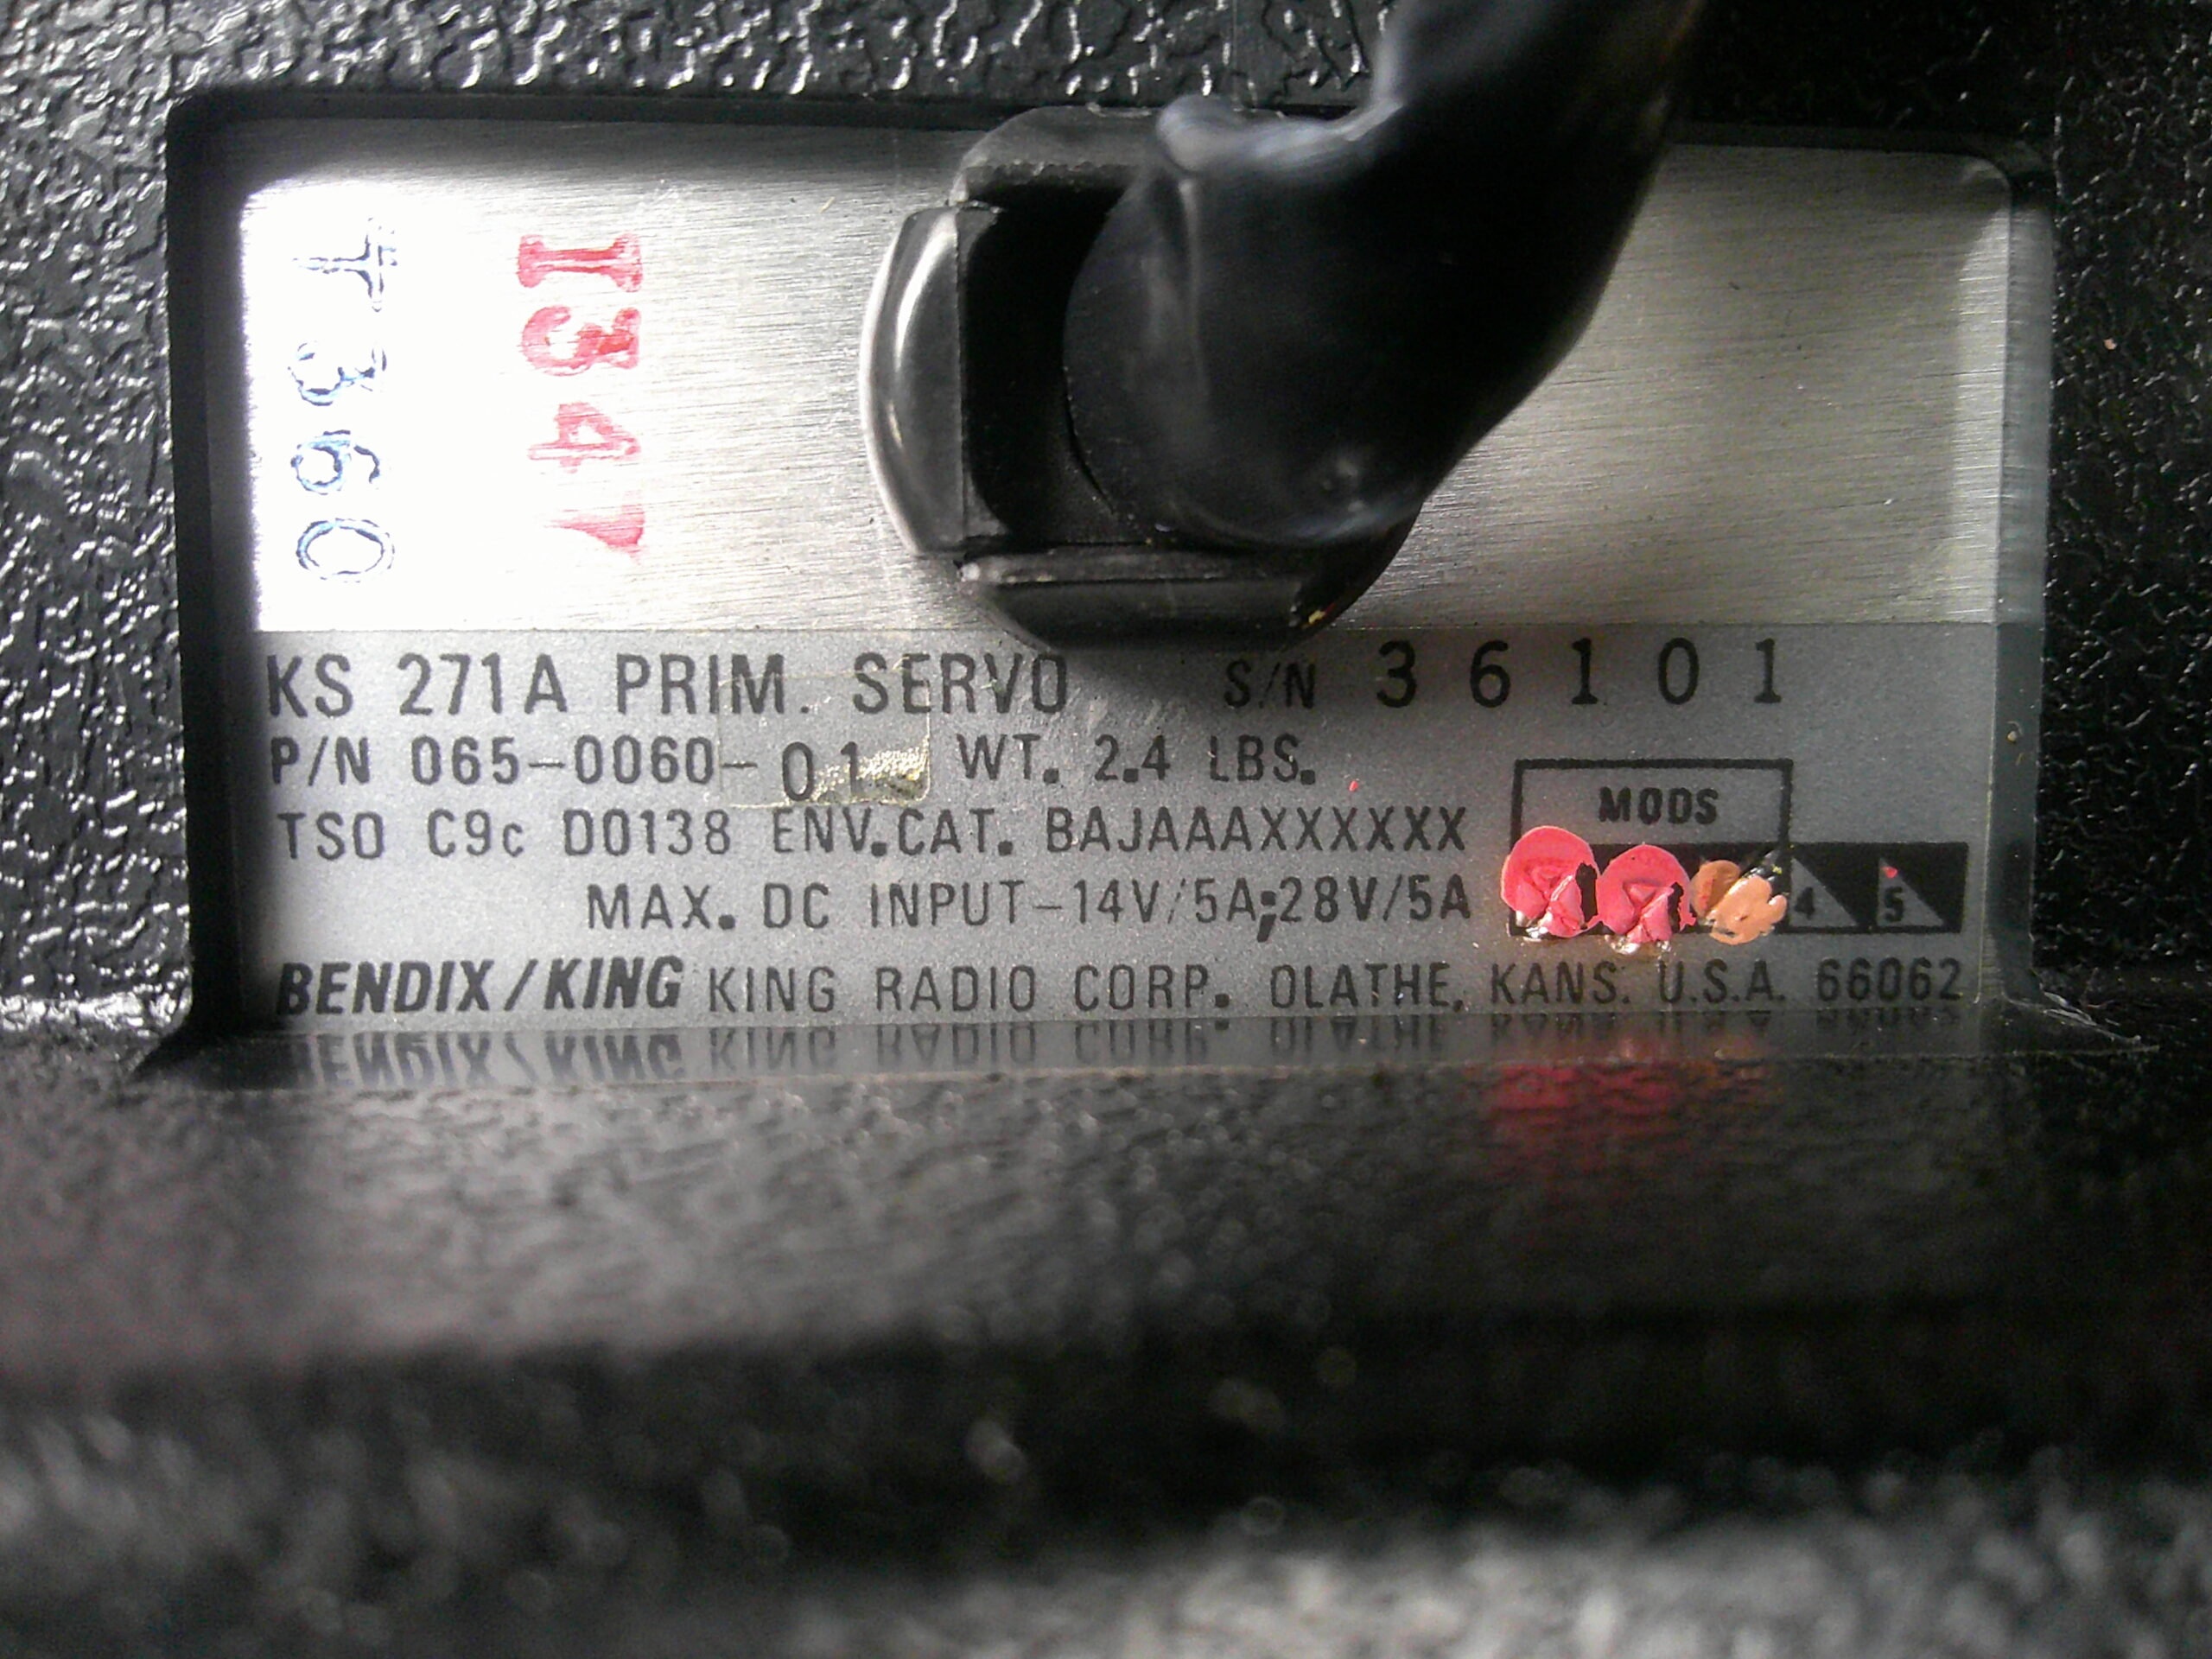 T360
I347
KS 271A PRIM. SERVO S/N 36101
P/N 065-0060-01 WT. 2.4 LBS.
TSO C9c D0138 ENV.CAT. BAJAAAXXXXXX
MODS
MAX. DC INPUT-14V/5A;28V/5A
4 5
BENDIX/KING KING RADIO CORP. OLATHE, KANS. U.S.A. 66062